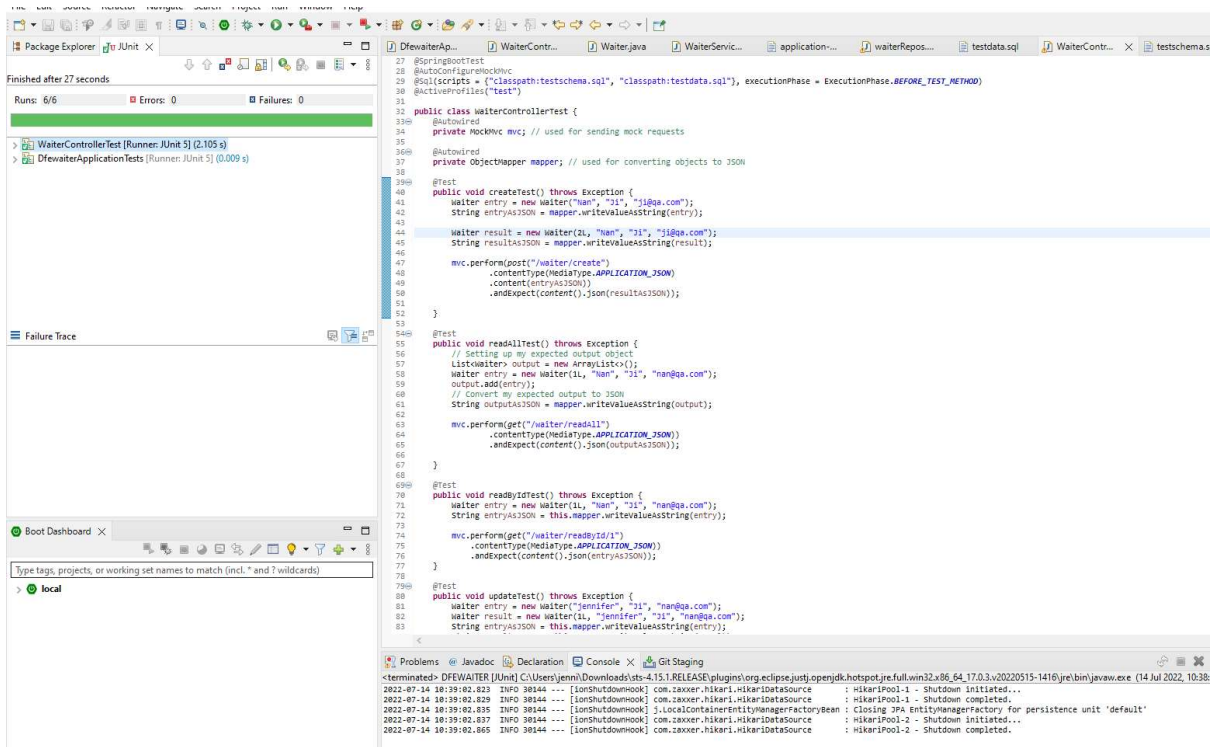 File Edit Source Refactor Navigate Search Project Run Window Help
Package Explorer JUnit
Finished after 27 seconds
Runs: 6/6 Errors: 0 Failures: 0
WaiterControllerTest [Runner: JUnit 5] (2.105 s)
DfewaiterApplicationTests [Runner: JUnit 5] (0.009 s)
Failure Trace
Boot Dashboard
Type tags, projects, or working set names to match (incl. * and ? wildcards)
local
DfewaiterAp... WaiterContr... Waiter.java WaiterServic... application-... waiterRepos.... testdata.sql WaiterContr... testschema.s
27 @SpringBootTest
28 @AutoConfigureMockMvc
29 @Sql(scripts = {"classpath:testschema.sql", "classpath:testdata.sql"}, executionPhase = ExecutionPhase.BEFORE_TEST_METHOD)
30 @ActiveProfiles("test")
31
32 public class WaiterControllerTest {
33 @Autowired
34 private MockMvc mvc; // used for sending mock requests
35
36 @Autowired
37 private ObjectMapper mapper; // used for converting objects to JSON
38
39 @Test
40 public void createTest() throws Exception {
41 Waiter entry = new Waiter("Nan", "Ji", "ji@qa.com");
42 String entryAsJSON = mapper.writeValueAsString(entry);
43
44 Waiter result = new Waiter(2L, "Nan", "Ji", "ji@qa.com");
45 String resultAsJSON = mapper.writeValueAsString(result);
46
47 mvc.perform(post("/waiter/create")
48 .contentType(MediaType.APPLICATION_JSON)
49 .content(entryAsJSON))
50 .andExpect(content().json(resultAsJSON));
51
52 }
53
54 @Test
55 public void readAllTest() throws Exception {
56 // Setting up my expected output object
57 List<Waiter> output = new ArrayList<>();
58 Waiter entry = new Waiter(1L, "Nan", "Ji", "nan@qa.com");
59 output.add(entry);
60 // Convert my expected output to JSON
61 String outputAsJSON = mapper.writeValueAsString(output);
62
63 mvc.perform(get("/waiter/readAll")
64 .contentType(MediaType.APPLICATION_JSON))
65 .andExpect(content().json(outputAsJSON));
66
67 }
68
69 @Test
70 public void readByIdTest() throws Exception {
71 Waiter entry = new Waiter(1L, "Nan", "Ji", "nan@qa.com");
72 String entryAsJSON = this.mapper.writeValueAsString(entry);
73
74 mvc.perform(get("/waiter/readById/1")
75 .contentType(MediaType.APPLICATION_JSON))
76 .andExpect(content().json(entryAsJSON));
77 }
78
79 @Test
80 public void updateTest() throws Exception {
81 Waiter entry = new Waiter("jennifer", "Ji", "nan@qa.com");
82 Waiter result = new Waiter(1L, "jennifer", "Ji", "nan@qa.com");
83 String entryAsJSON = this.mapper.writeValueAsString(entry);
Problems Javadoc Declaration Console Git Staging
<terminated> DFEWAITER [JUnit] C:\Users\jenni\Downloads\sts-4.15.1.RELEASE\plugins\org.eclipse.justj.openjdk.hotspot.jre.full.win32.x86_64_17.0.3.v20220515-1416\jre\bin\javaw.exe (14 Jul 2022, 10:38:
2022-07-14 10:39:02.823 INFO 30144 --- [ionShutdownHook] com.zaxxer.hikari.HikariDataSource : HikariPool-1 - Shutdown initiated...
2022-07-14 10:39:02.829 INFO 30144 --- [ionShutdownHook] com.zaxxer.hikari.HikariDataSource : HikariPool-1 - Shutdown completed.
2022-07-14 10:39:02.835 INFO 30144 --- [ionShutdownHook] j.LocalContainerEntityManagerFactoryBean : Closing JPA EntityManagerFactory for persistence unit 'default'
2022-07-14 10:39:02.837 INFO 30144 --- [ionShutdownHook] com.zaxxer.hikari.HikariDataSource : HikariPool-2 - Shutdown initiated...
2022-07-14 10:39:02.865 INFO 30144 --- [ionShutdownHook] com.zaxxer.hikari.HikariDataSource : HikariPool-2 - Shutdown completed.